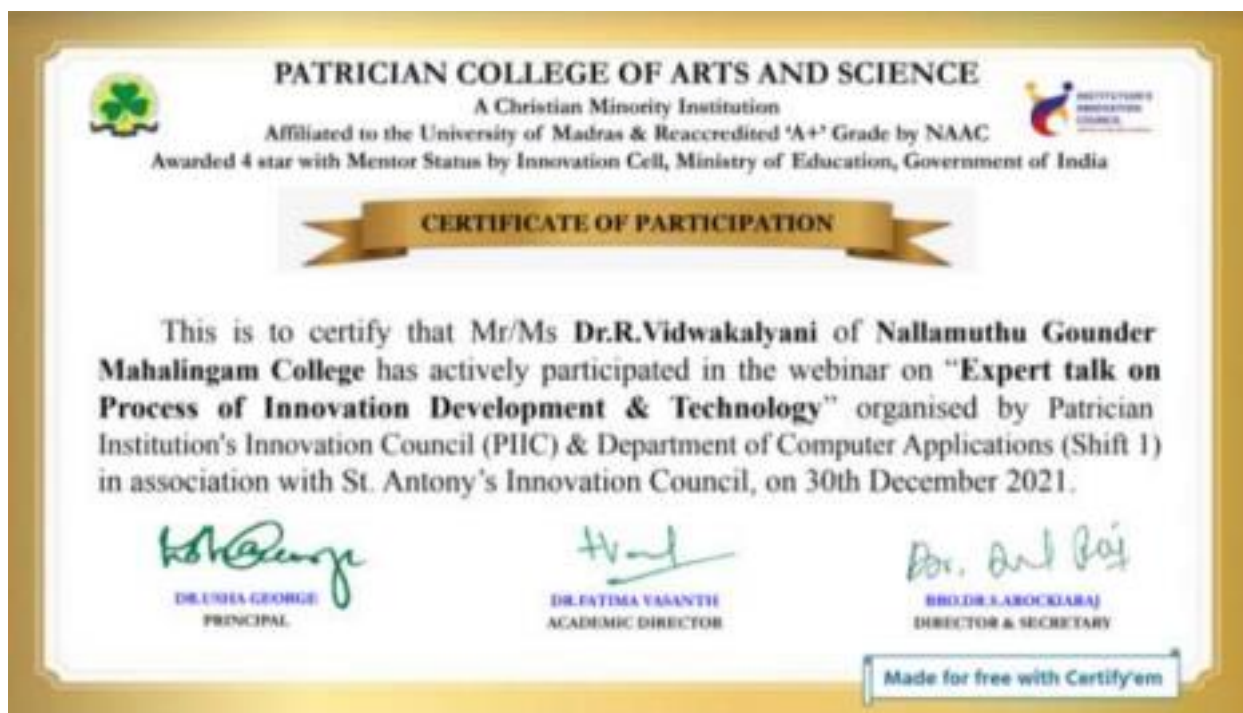 PATRICIAN COLLEGE OF ARTS AND SCIENCE
A Christian Minority Institution
Affiliated to the University of Madras & Reaccredited 'A+' Grade by NAAC
Awarded 4 star with Mentor Status by Innovation Cell, Ministry of Education, Government of India
INSTITUTION'S
INNOVATION
COUNCIL
CERTIFICATE OF PARTICIPATION
This is to certify that Mr/Ms Dr.R.Vidwakalyani of Nallamuthu Gounder
Mahalingam College has actively participated in the webinar on “Expert talk on
Process of Innovation Development & Technology” organised by Patrician
Institution's Innovation Council (PIIC) & Department of Computer Applications (Shift 1)
in association with St. Antony’s Innovation Council, on 30th December 2021.
DR.USHA GEORGE
PRINCIPAL
DR.FATIMA VASANTH
ACADEMIC DIRECTOR
BRO.DR.S.AROCKIARAJ
DIRECTOR & SECRETARY
Made for free with Certify'em